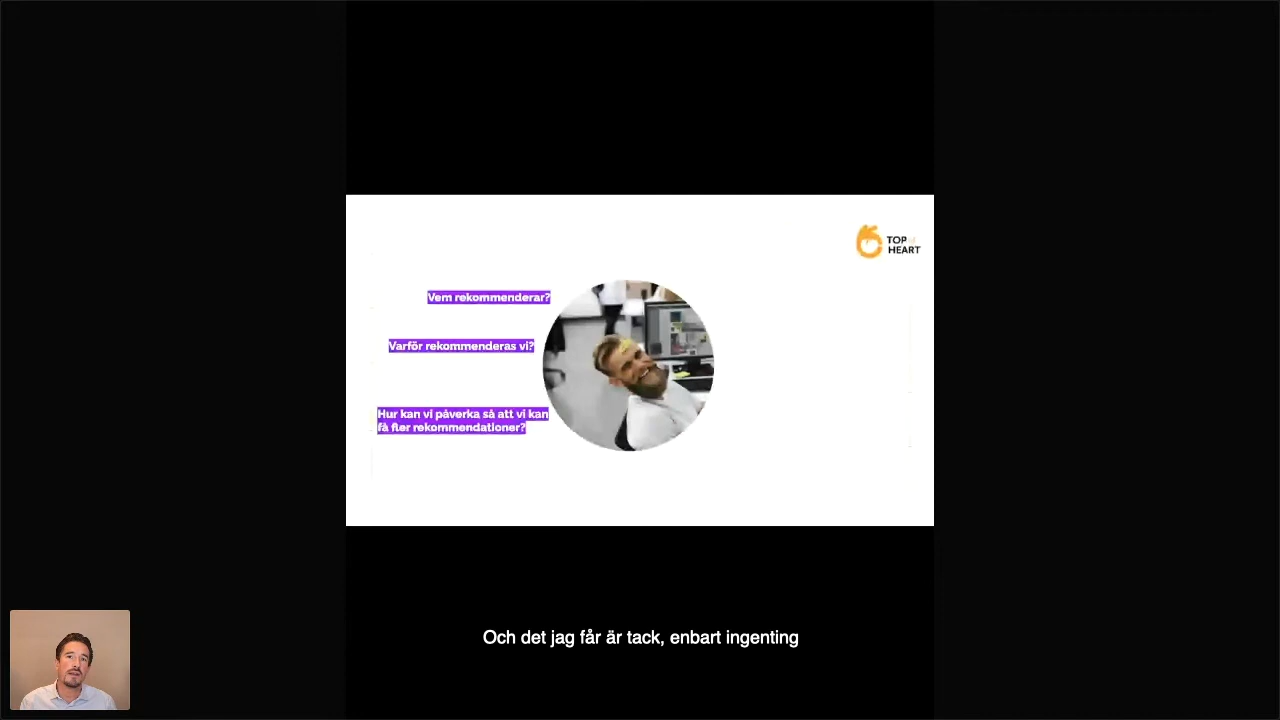 TOP of
HEART
Vem rekommenderar?
Varför rekommenderas vi?
Hur kan vi påverka så att vi kan
få fler rekommendationer?
Och det jag får är tack, enbart ingenting